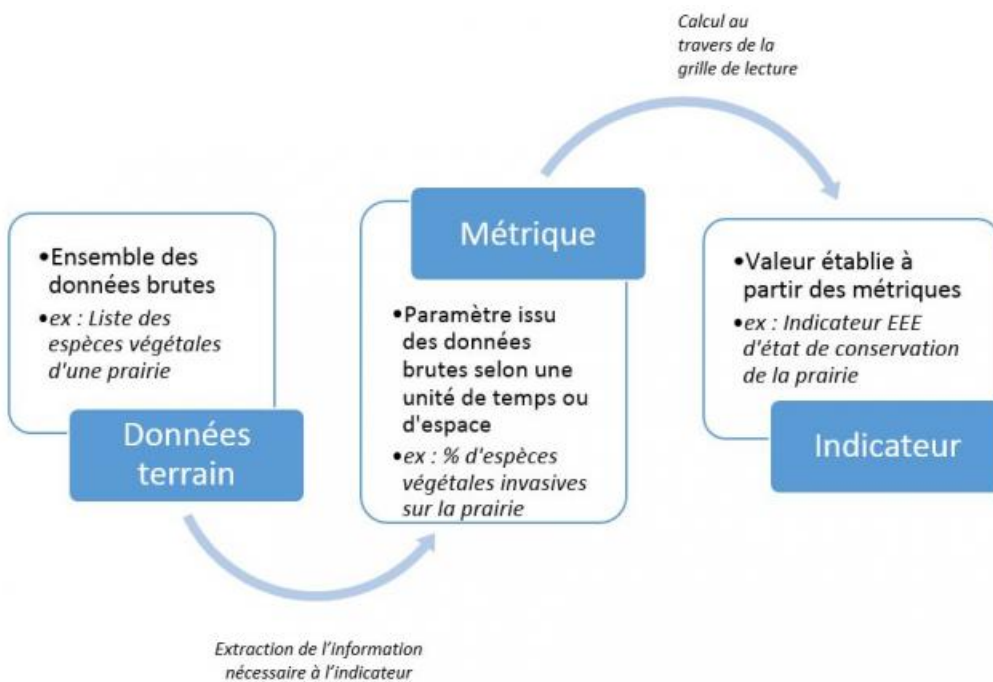 •Ensemble des
données brutes
•ex : Liste des
espèces végétales
d'une prairie
Données
terrain
Extraction de l'information
nécessaire à l'indicateur
Métrique
•Paramètre issu
des données
brutes selon une
unité de temps ou
d'espace
•ex : % d'espèces
végétales invasives
sur la prairie
Calcul au
travers de la
grille de lecture
•Valeur établie à
partir des métriques
•ex : Indicateur EEE
d'état de conservation
de la prairie
Indicateur